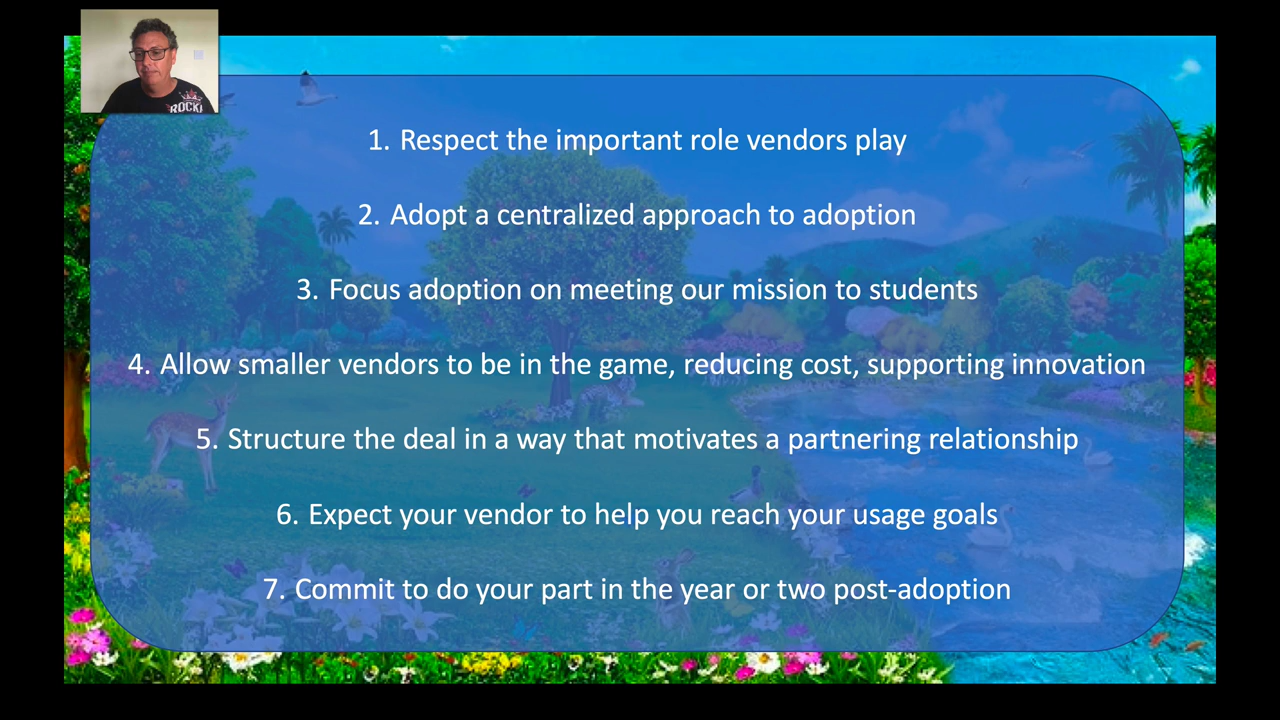 ROCK
1. Respect the important role vendors play
2. Adopt a centralized approach to adoption
3. Focus adoption on meeting our mission to students
4. Allow smaller vendors to be in the game, reducing cost, supporting innovation
5. Structure the deal in a way that motivates a partnering relationship
6. Expect your vendor to help you reach your usage goals
7. Commit to do your part in the year or two post-adoption